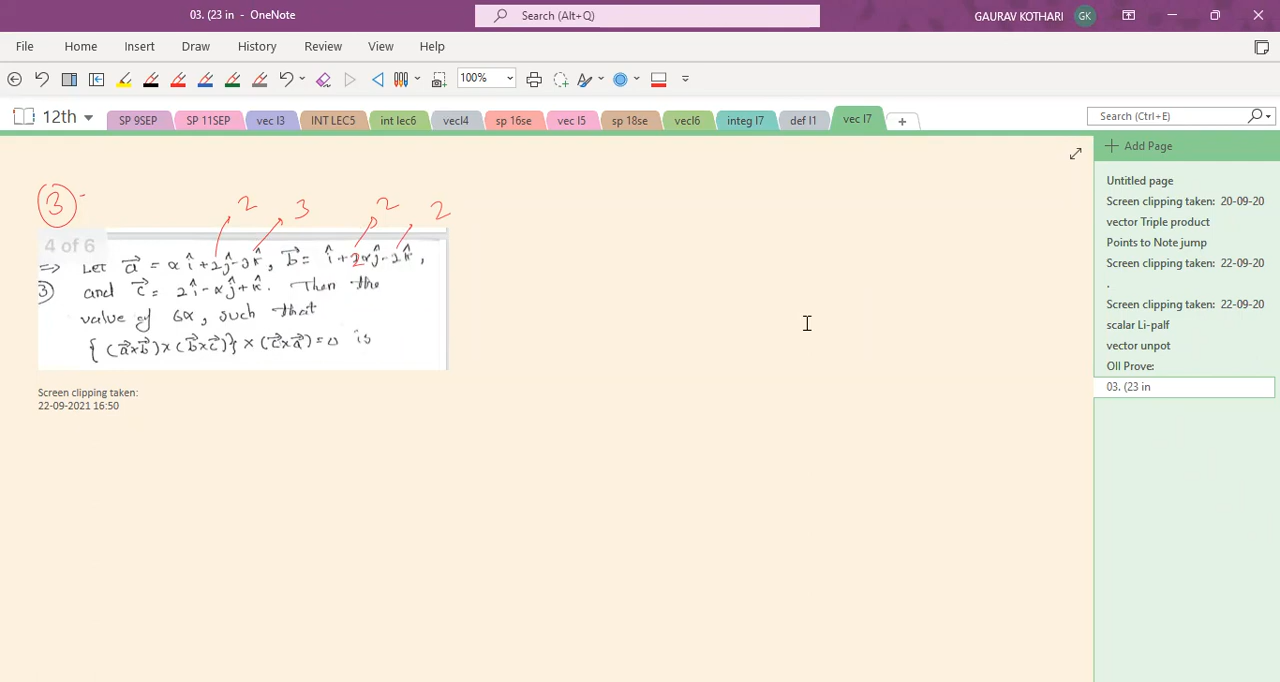 03. (23 in - OneNote
Search (Alt+Q)
GAURAV KOTHARI GK
File Home Insert Draw History Review View Help
100%
12th SP 9SEP SP 11SEP vec l3 INT LEC5 int lec6 vecl4 sp 16se vec l5 sp 18se vecl6 integ l7 def l1 vec l7 +
Search (Ctrl+E)
Add Page
Untitled page
Screen clipping taken: 20-09-20
vector Triple product
Points to Note jump
Screen clipping taken: 22-09-20
.
Screen clipping taken: 22-09-20
scalar Li-palf
vector unpot
Oll Prove:
03. (23 in
3 -
2 3 2 2
4 of 6
⇒ Let a⃗ = α î + 2ĵ - 3k̂, b⃗ = î + 2αĵ - 2k̂,
3) and c⃗ = 2î - αĵ + k̂. Then the
value of 6α, such that
{(a⃗×b⃗)×(b⃗×c⃗)}×(c⃗×a⃗)=0 is
Screen clipping taken:
22-09-2021 16:50